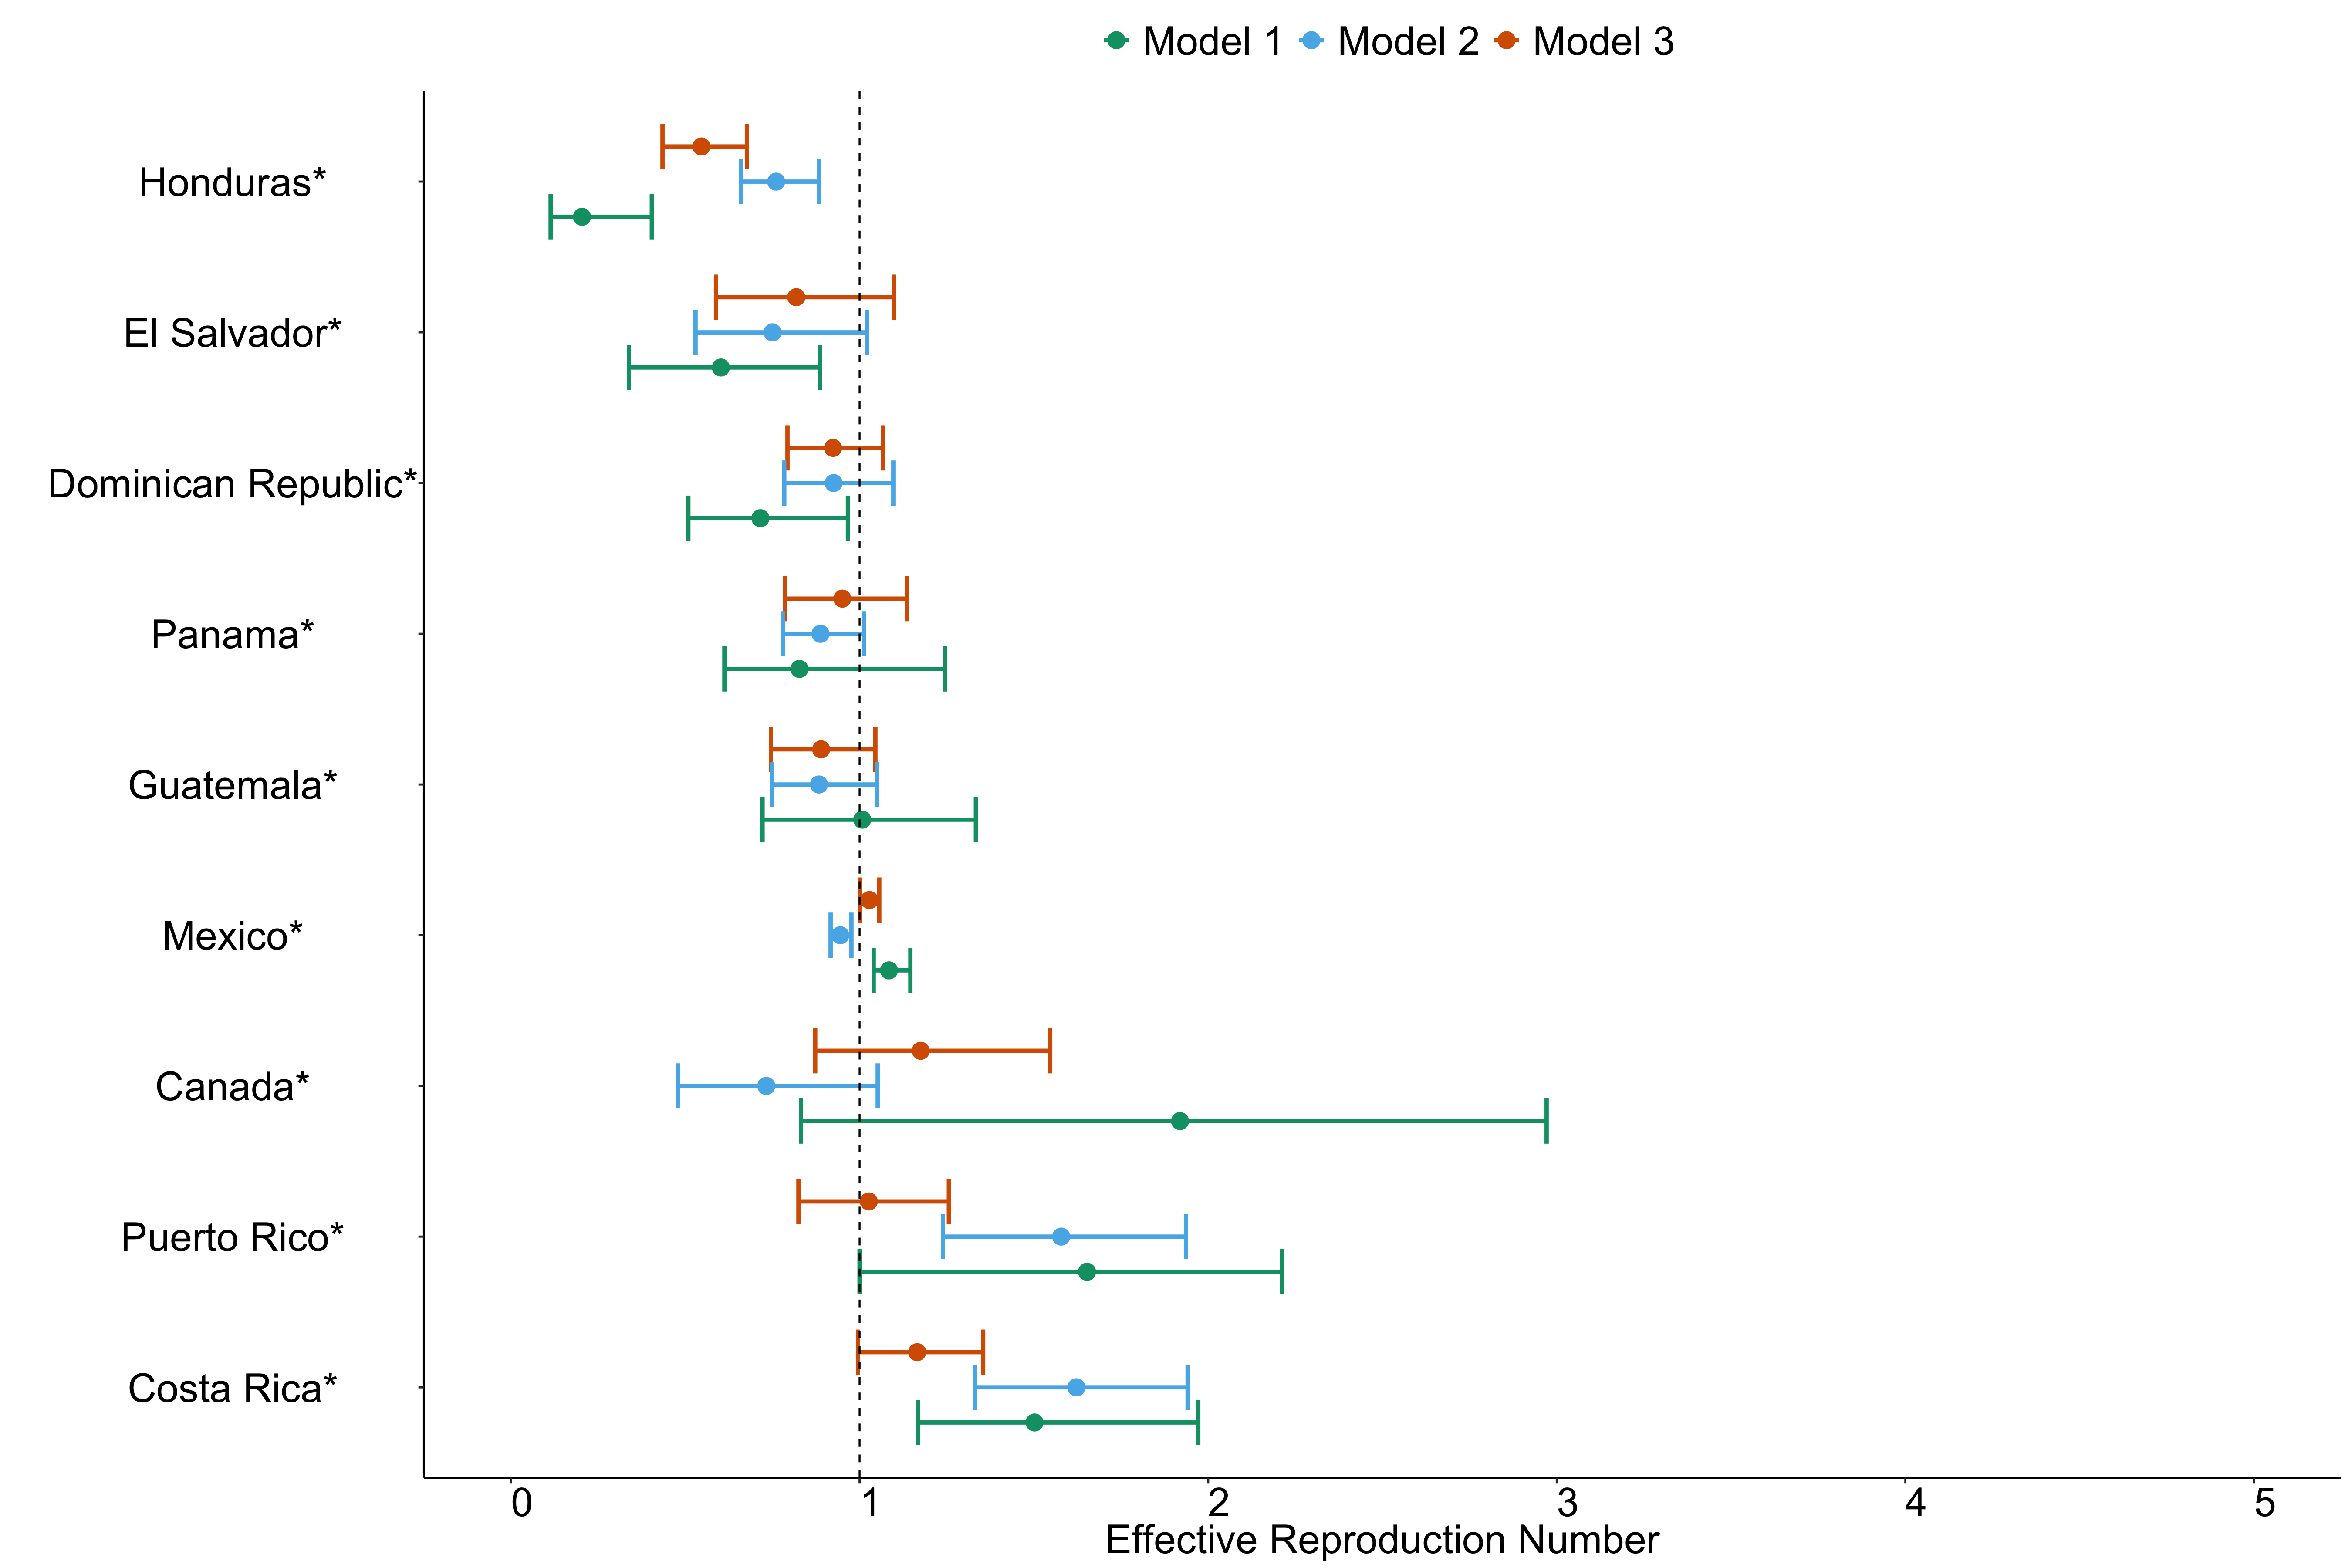 Model 1 Model 2 Model 3
Honduras*
El Salvador*
Dominican Republic*
Panama*
Guatemala*
Mexico*
Canada*
Puerto Rico*
Costa Rica*
0 1 2 3 4 5
Effective Reproduction Number